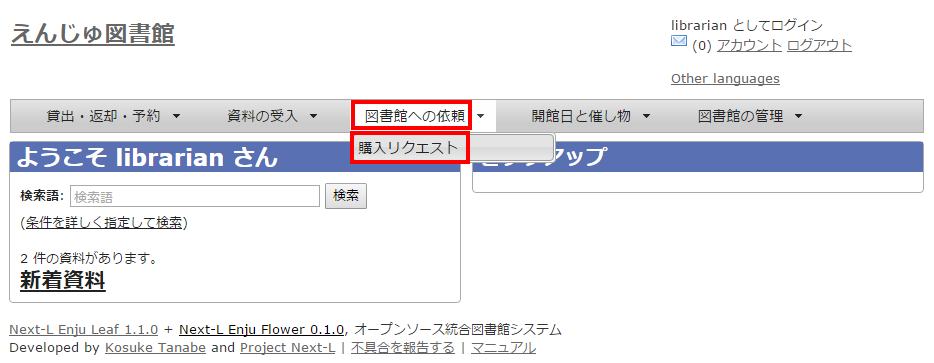 えんじゅ図書館
librarian としてログイン
(0) アカウント ログアウト
Other languages
貸出・返却・予約 資料の受入 図書館への依頼 開館日と催し物 図書館の管理
購入リクエスト
ようこそ librarian さん
検索語: 検索語 検索
(条件を詳しく指定して検索)
2 件の資料があります。
新着資料
Next-L Enju Leaf 1.1.0 + Next-L Enju Flower 0.1.0, オープンソース統合図書館システム
Developed by Kosuke Tanabe and Project Next-L | 不具合を報告する | マニュアル